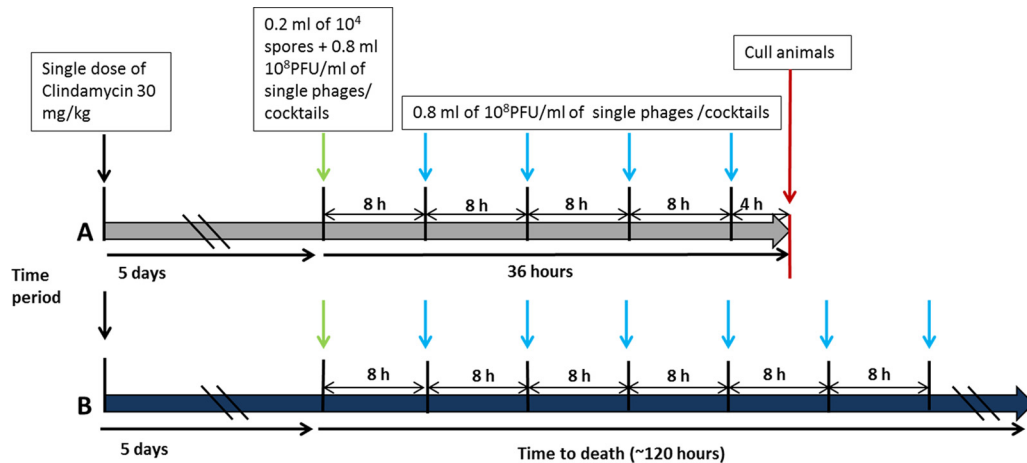 Single dose of
Clindamycin 30
mg/kg
0.2 ml of 10⁴
spores + 0.8 ml
10⁸PFU/ml of
single phages/
cocktails
0.8 ml of 10⁸PFU/ml of single phages /cocktails
Cull animals
8 h
8 h
8 h
8 h
4 h
A
5 days
36 hours
Time
period
8 h
8 h
8 h
8 h
8 h
8 h
B
5 days
Time to death (~120 hours)